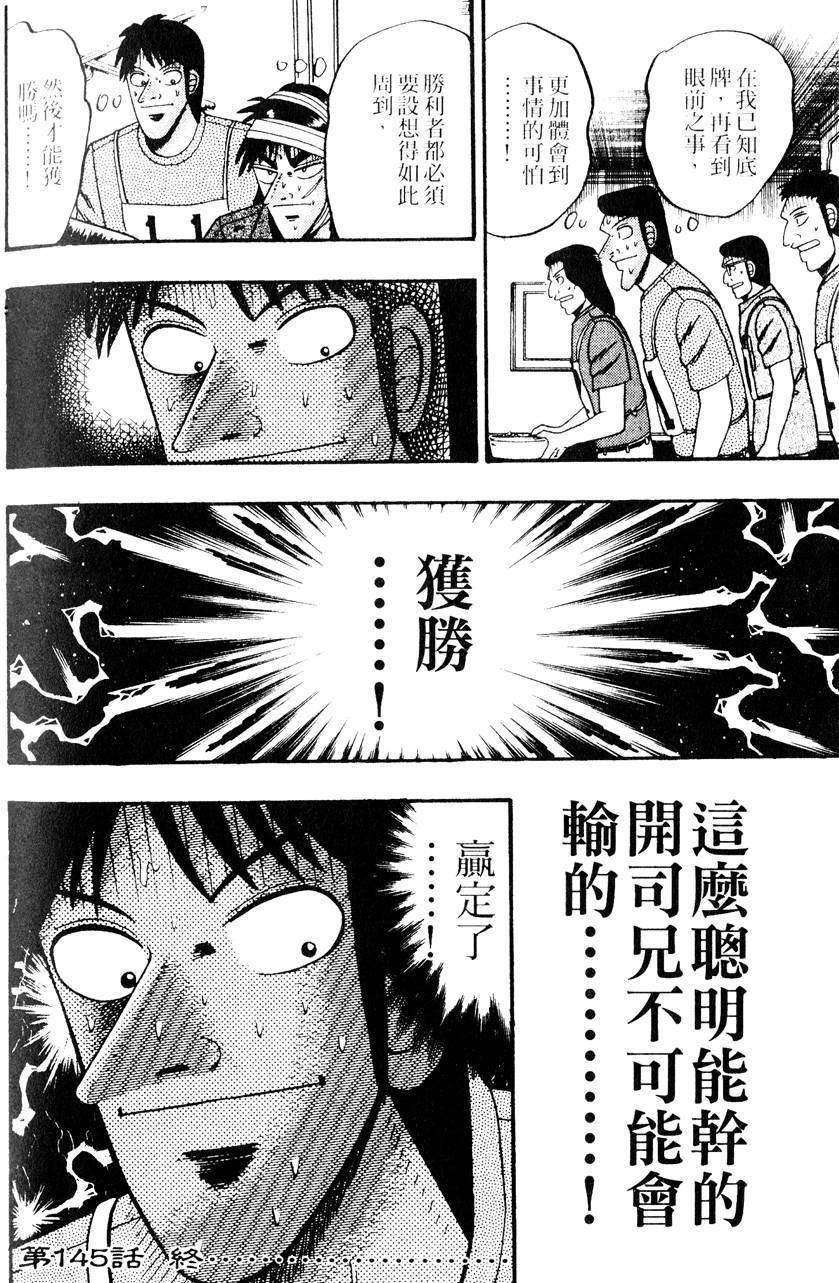 在我已知底
牌，再看到
眼前之事，
更加體會到
事情的可怕
………！
勝利者都必須
要設想得如此
周到，
然後才能獲
勝嗎……！
11
獲勝
………！
這麼聰明能幹的
開司兄不可能會
輸的…………！
贏定了
………！
第145話 終…………………